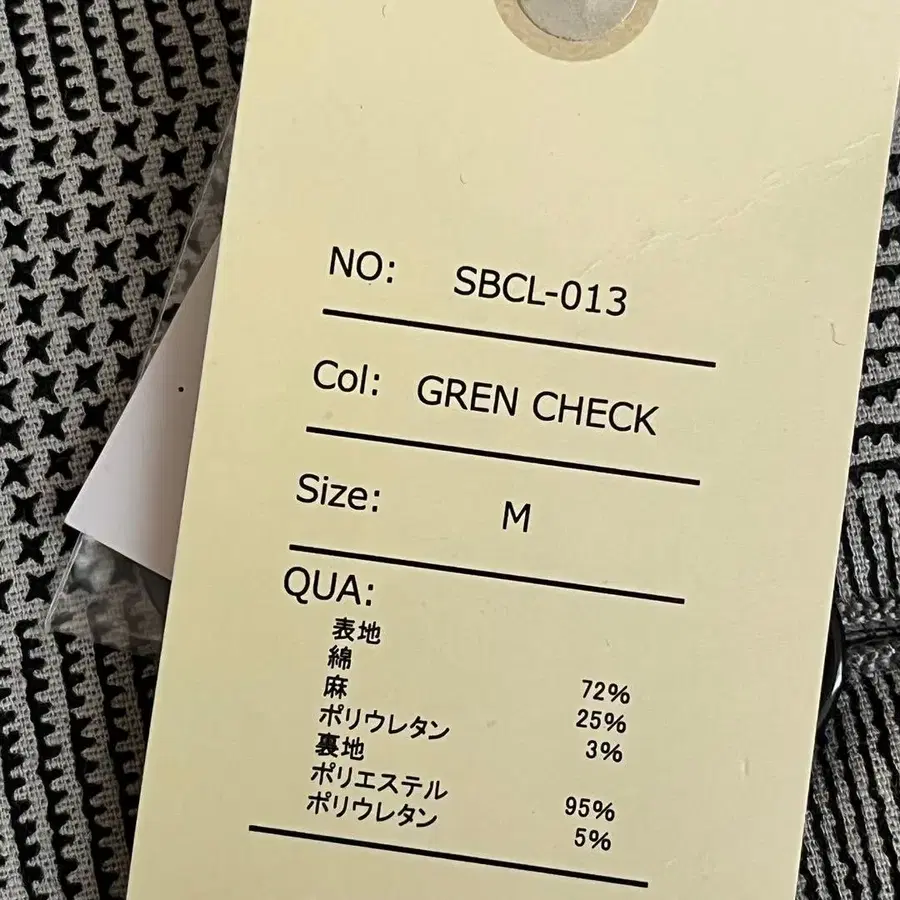 NO: SBCL-013
Col: GREN CHECK
Size: M
QUA:
表地
綿 72%
麻 25%
ポリウレタン 3%
裏地
ポリエステル 95%
ポリウレタン 5%